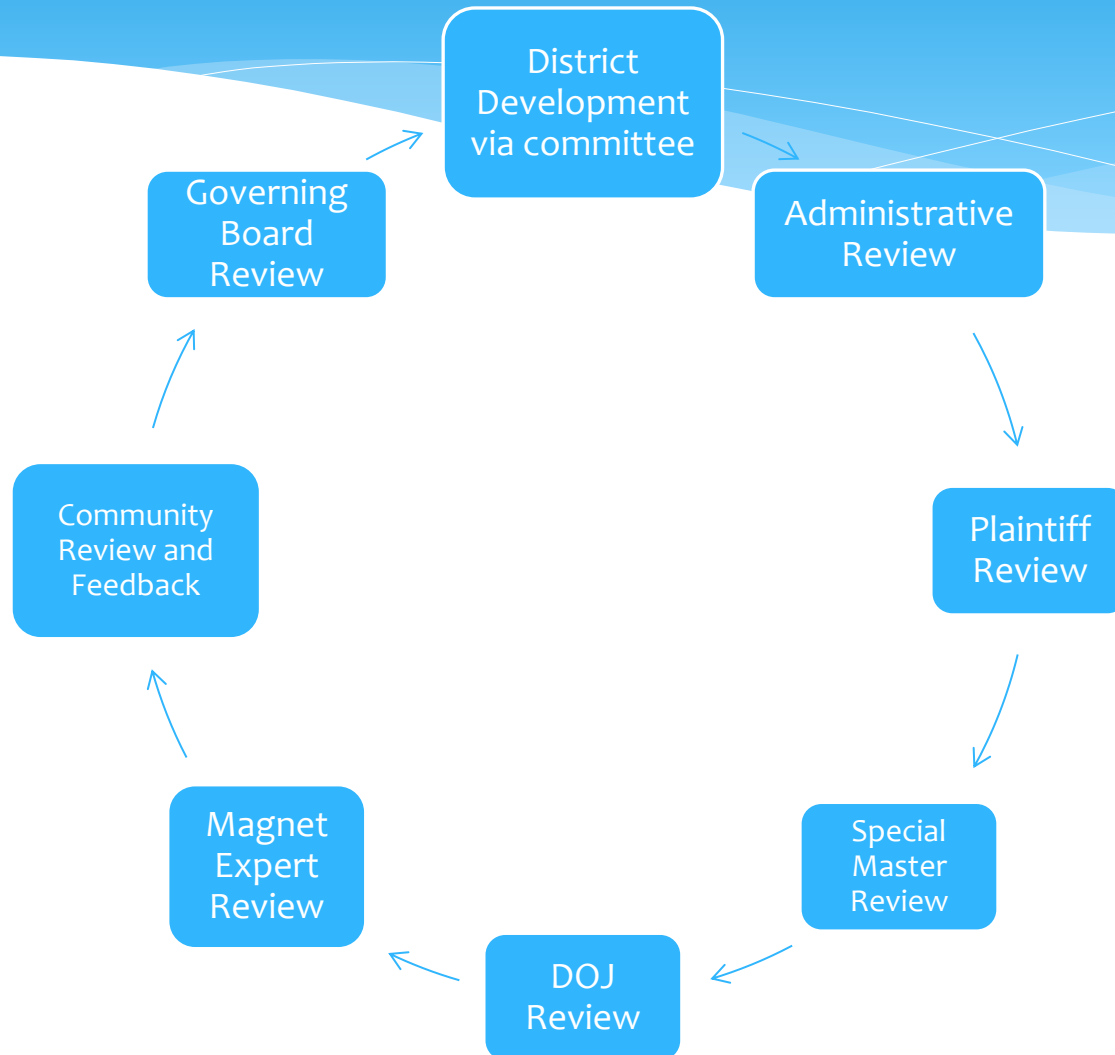 District
Development
via committee
Administrative
Review
Plaintiff
Review
Special
Master
Review
DOJ
Review
Magnet
Expert
Review
Community
Review and
Feedback
Governing
Board
Review